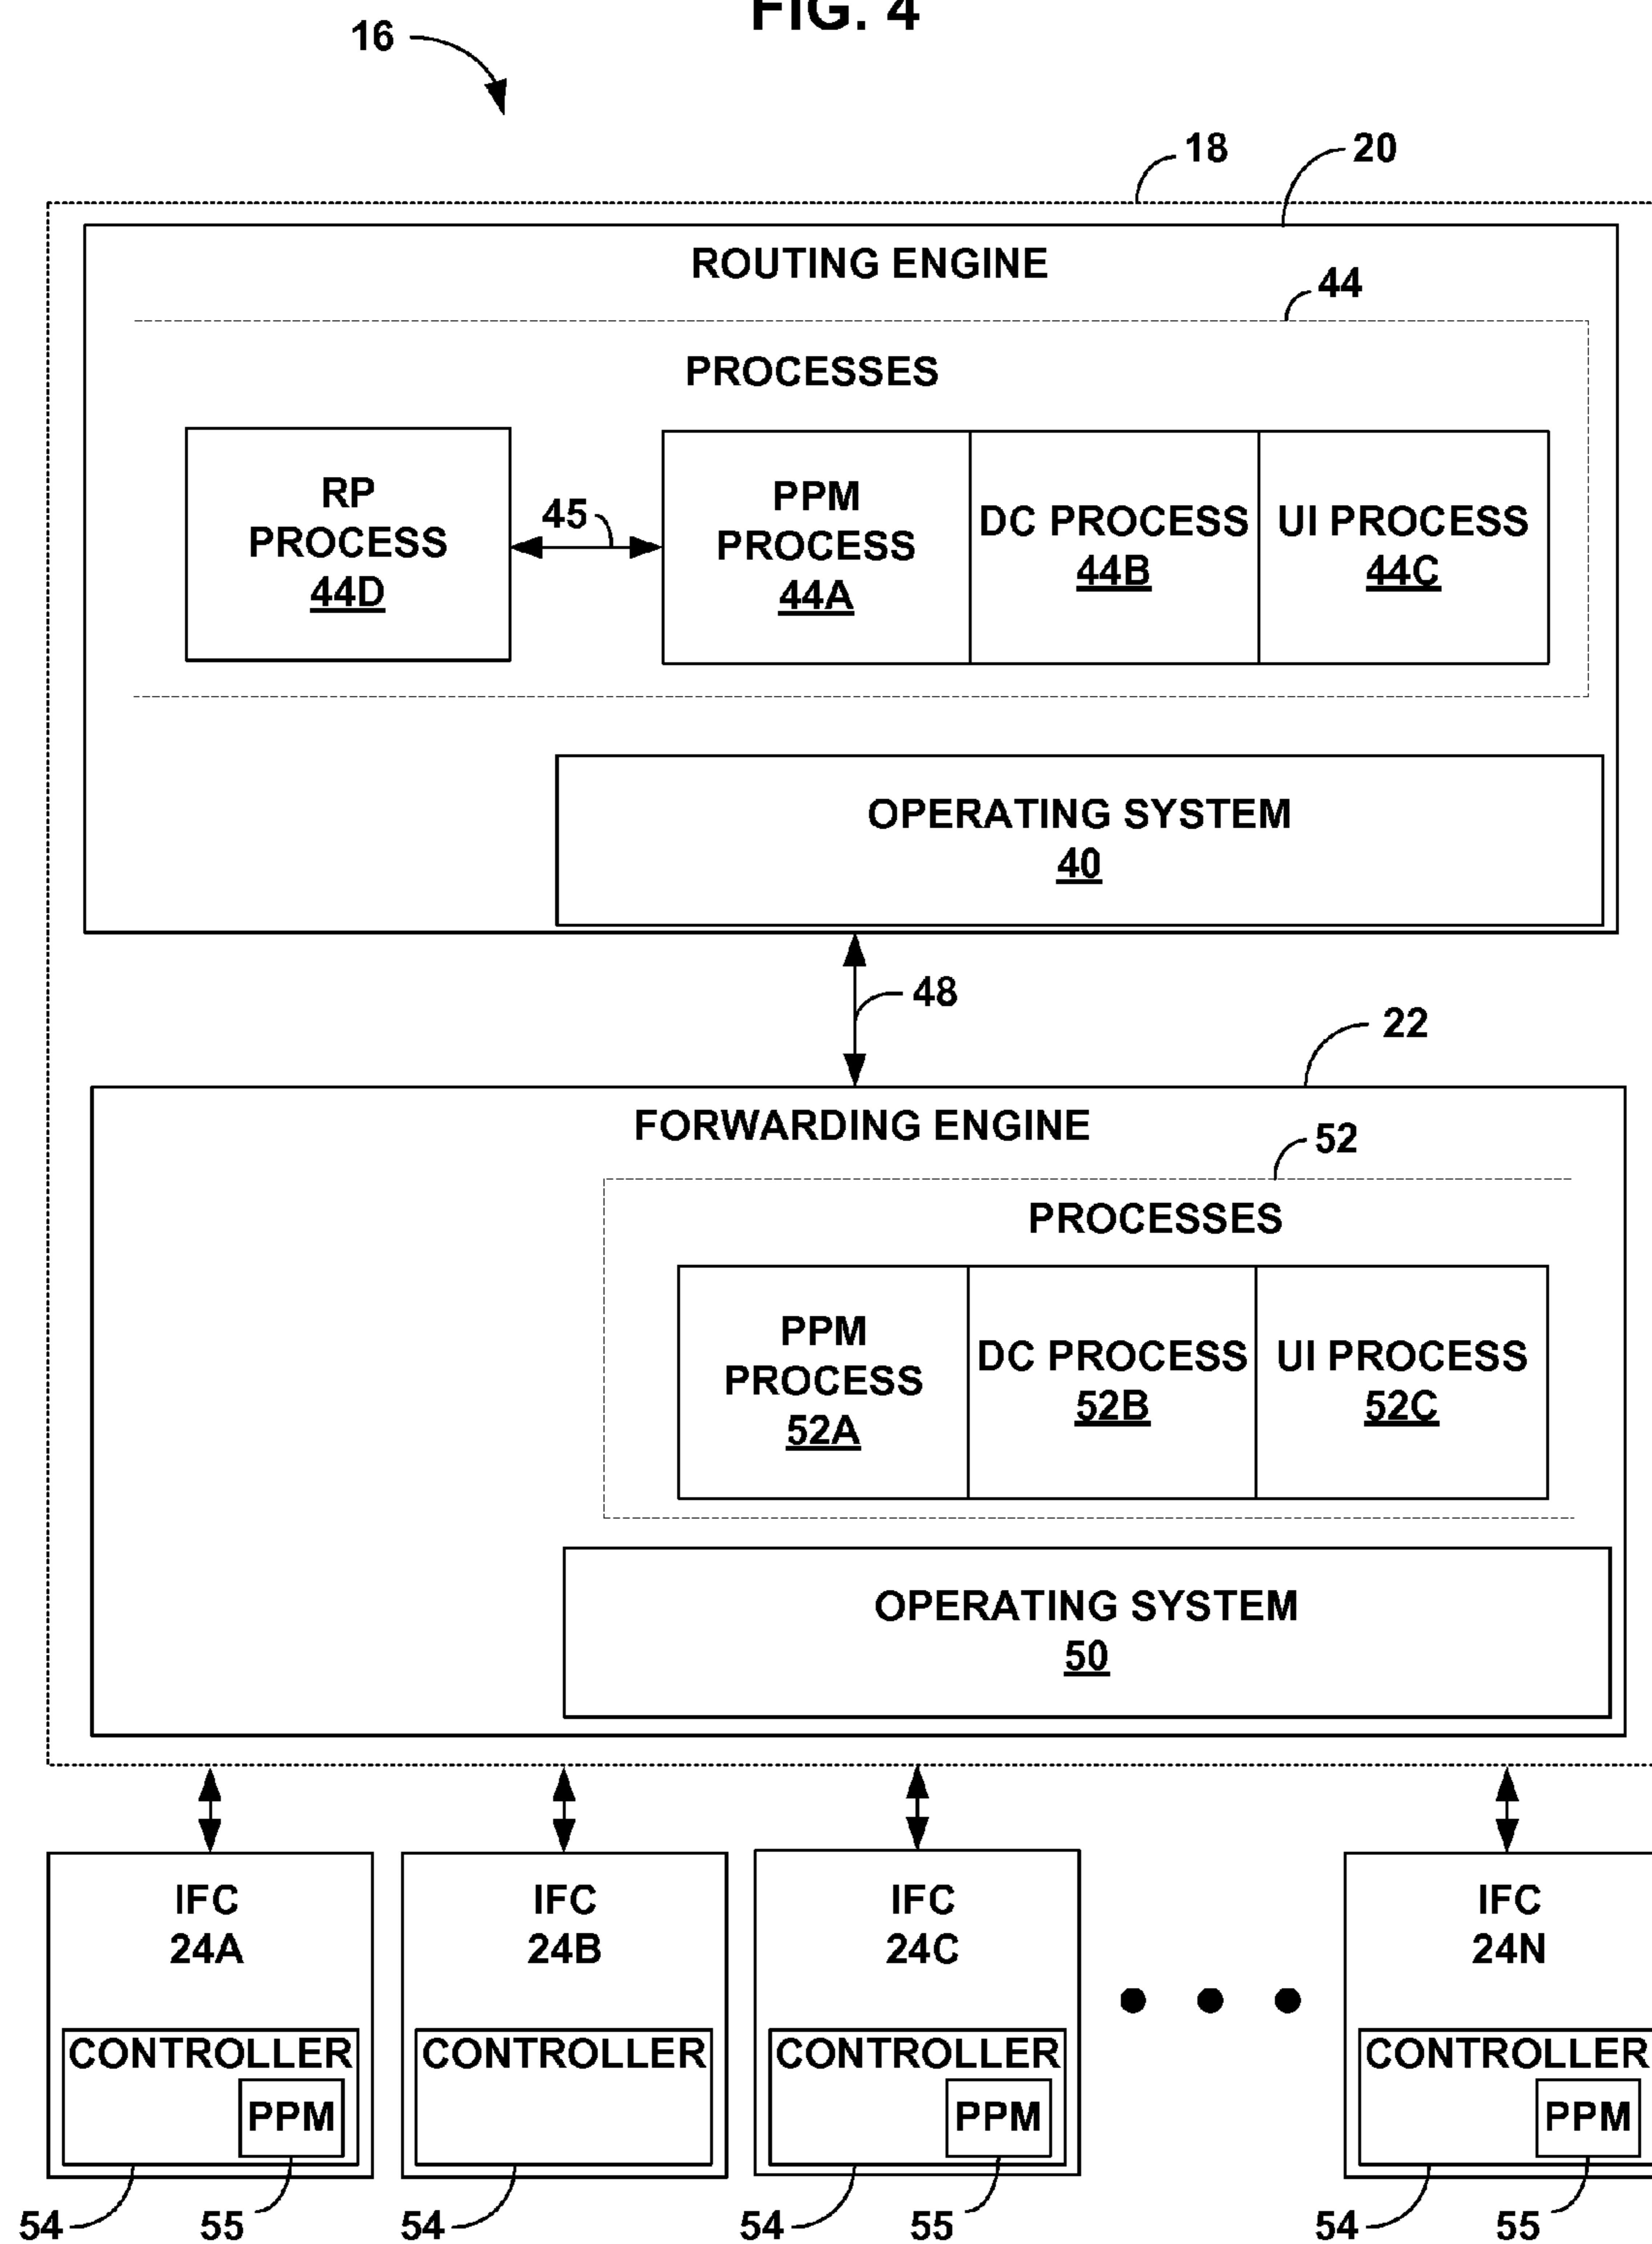 FIG. 4
16
18
20
ROUTING ENGINE
44
PROCESSES
RP
PROCESS
44D
45
PPM
PROCESS
44A
DC PROCESS
44B
UI PROCESS
44C
OPERATING SYSTEM
40
48
22
FORWARDING ENGINE
52
PROCESSES
PPM
PROCESS
52A
DC PROCESS
52B
UI PROCESS
52C
OPERATING SYSTEM
50
IFC
24A
CONTROLLER
PPM
54
55
IFC
24B
CONTROLLER
54
IFC
24C
CONTROLLER
PPM
54
55
IFC
24N
CONTROLLER
PPM
54
55